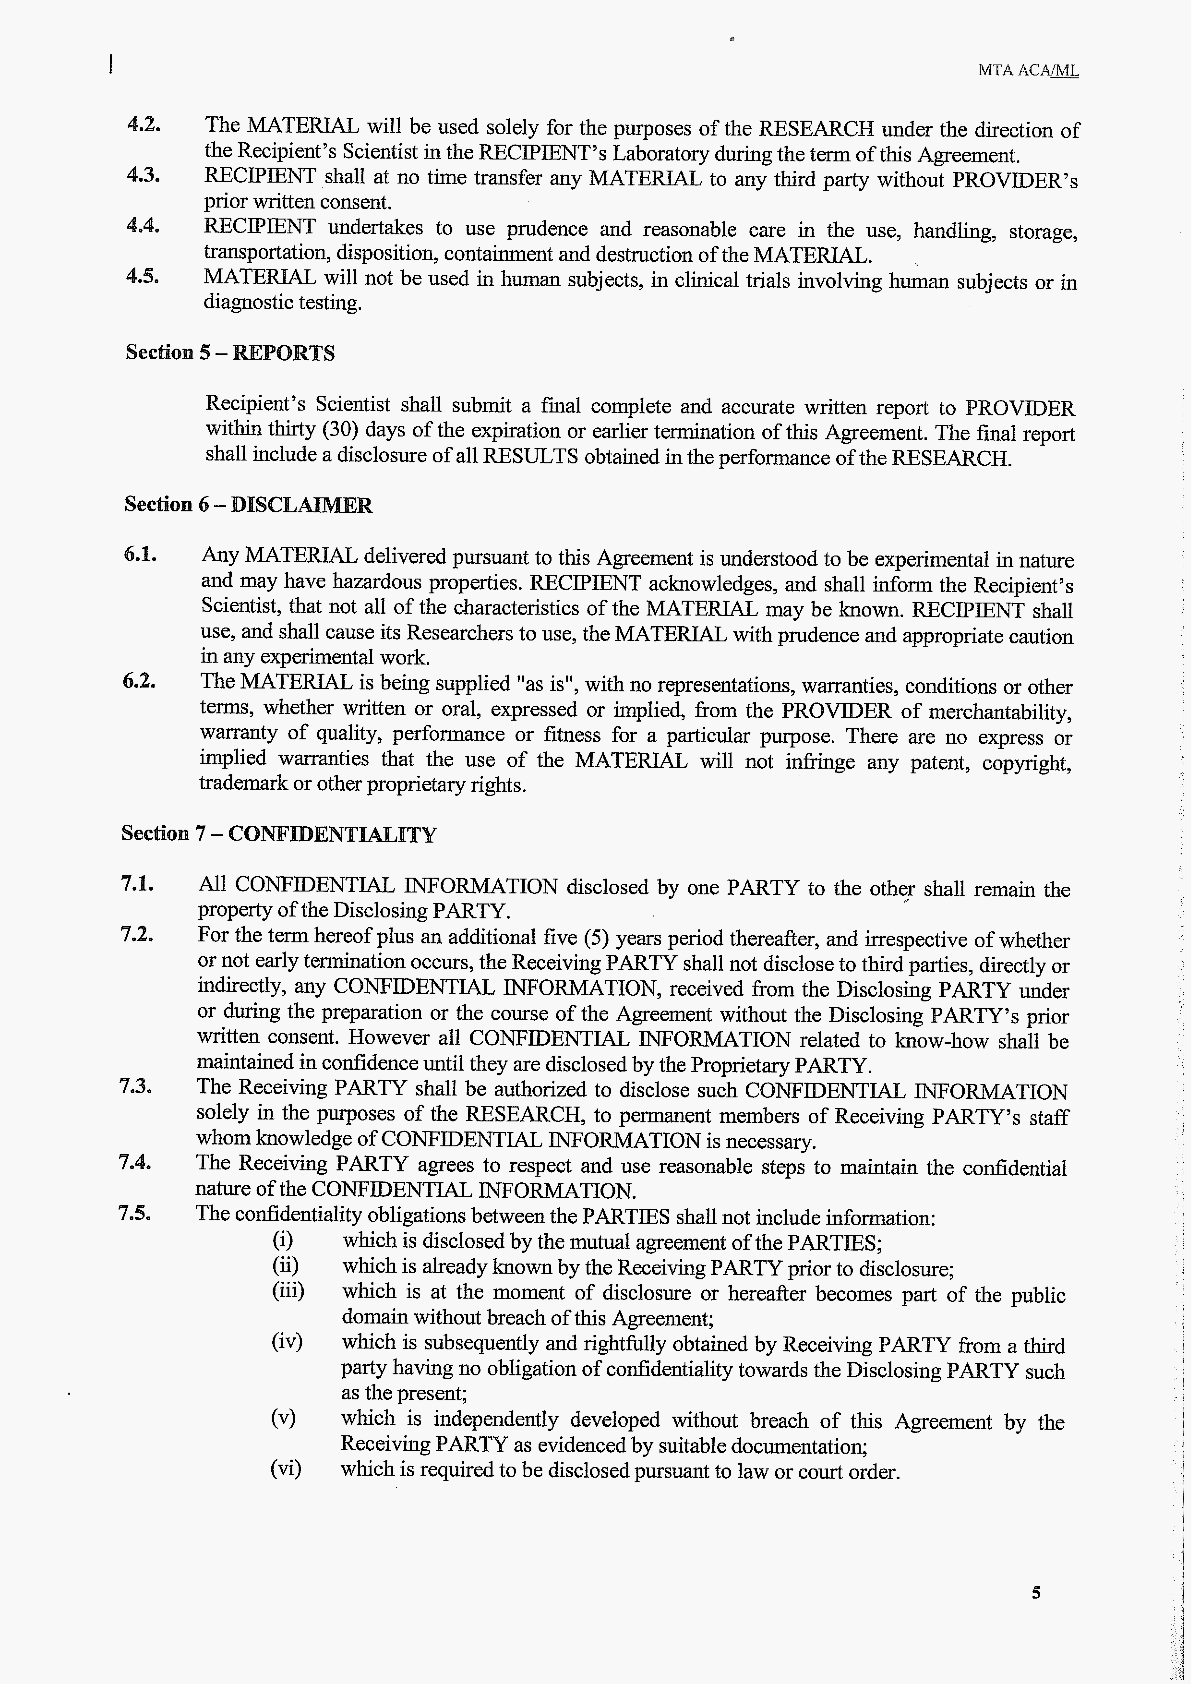 MTA ACA/ML
4.2. The MATERIAL will be used solely for the purposes of the RESEARCH under the direction of
the Recipient's Scientist in the RECIPIENT's Laboratory during the term of this Agreement.
4.3. RECIPIENT shall at no time transfer any MATERIAL to any third party without PROVIDER's
prior written consent.
4.4. RECIPIENT undertakes to use prudence and reasonable care in the use, handling, storage,
transportation, disposition, containment and destruction of the MATERIAL.
4.5. MATERIAL will not be used in human subjects, in clinical trials involving human subjects or in
diagnostic testing.
Section 5 – REPORTS
Recipient's Scientist shall submit a final complete and accurate written report to PROVIDER
within thirty (30) days of the expiration or earlier termination of this Agreement. The final report
shall include a disclosure of all RESULTS obtained in the performance of the RESEARCH.
Section 6 – DISCLAIMER
6.1. Any MATERIAL delivered pursuant to this Agreement is understood to be experimental in nature
and may have hazardous properties. RECIPIENT acknowledges, and shall inform the Recipient's
Scientist, that not all of the characteristics of the MATERIAL may be known. RECIPIENT shall
use, and shall cause its Researchers to use, the MATERIAL with prudence and appropriate caution
in any experimental work.
6.2. The MATERIAL is being supplied "as is", with no representations, warranties, conditions or other
terms, whether written or oral, expressed or implied, from the PROVIDER of merchantability,
warranty of quality, performance or fitness for a particular purpose. There are no express or
implied warranties that the use of the MATERIAL will not infringe any patent, copyright,
trademark or other proprietary rights.
Section 7 – CONFIDENTIALITY
7.1. All CONFIDENTIAL INFORMATION disclosed by one PARTY to the other shall remain the
property of the Disclosing PARTY.
7.2. For the term hereof plus an additional five (5) years period thereafter, and irrespective of whether
or not early termination occurs, the Receiving PARTY shall not disclose to third parties, directly or
indirectly, any CONFIDENTIAL INFORMATION, received from the Disclosing PARTY under
or during the preparation or the course of the Agreement without the Disclosing PARTY's prior
written consent. However all CONFIDENTIAL INFORMATION related to know-how shall be
maintained in confidence until they are disclosed by the Proprietary PARTY.
7.3. The Receiving PARTY shall be authorized to disclose such CONFIDENTIAL INFORMATION
solely in the purposes of the RESEARCH, to permanent members of Receiving PARTY's staff
whom knowledge of CONFIDENTIAL INFORMATION is necessary.
7.4. The Receiving PARTY agrees to respect and use reasonable steps to maintain the confidential
nature of the CONFIDENTIAL INFORMATION.
7.5. The confidentiality obligations between the PARTIES shall not include information:
(i) which is disclosed by the mutual agreement of the PARTIES;
(ii) which is already known by the Receiving PARTY prior to disclosure;
(iii) which is at the moment of disclosure or hereafter becomes part of the public
domain without breach of this Agreement;
(iv) which is subsequently and rightfully obtained by Receiving PARTY from a third
party having no obligation of confidentiality towards the Disclosing PARTY such
as the present;
(v) which is independently developed without breach of this Agreement by the
Receiving PARTY as evidenced by suitable documentation;
(vi) which is required to be disclosed pursuant to law or court order.
5